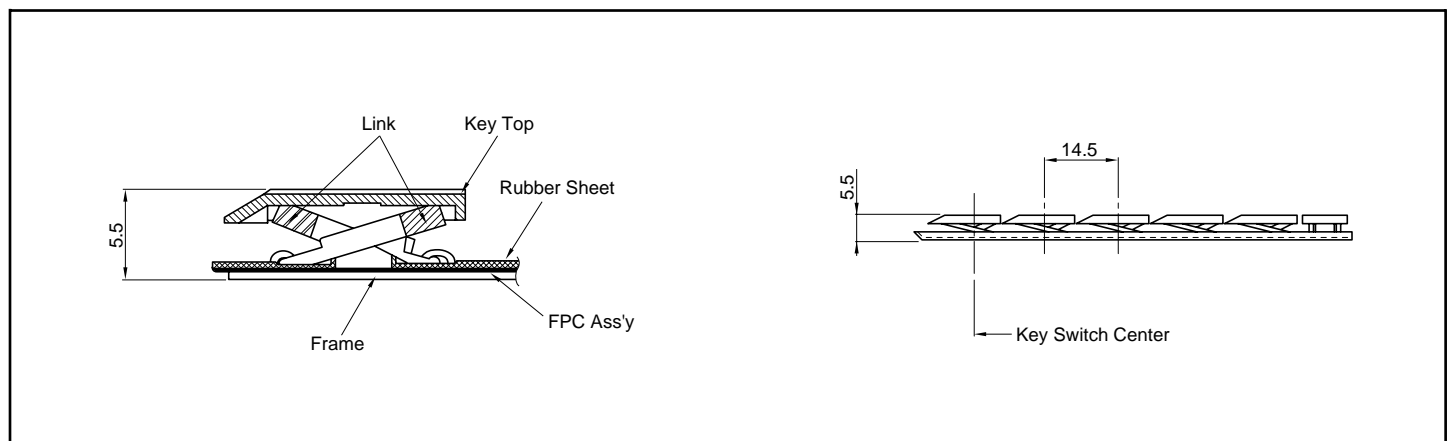 Link
Key Top
Rubber Sheet
5.5
FPC Ass'y
Frame
14.5
5.5
Key Switch Center